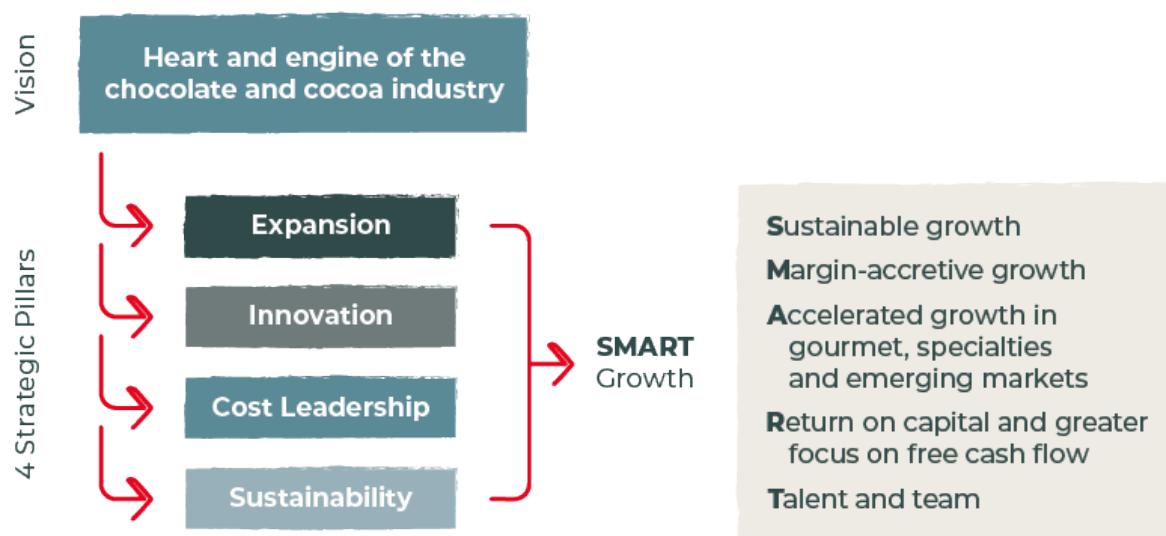 Vision
Heart and engine of the
chocolate and cocoa industry
4 Strategic Pillars
Expansion
Innovation
Cost Leadership
Sustainability
SMART
Growth
Sustainable growth
Margin-accretive growth
Accelerated growth in
gourmet, specialties
and emerging markets
Return on capital and greater
focus on free cash flow
Talent and team